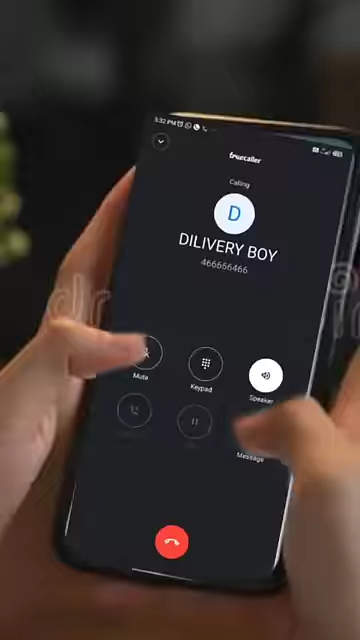 5:32 PM
truecaller
Calling
D
DILIVERY BOY
466666466
Mute
Keypad
Speaker
Message